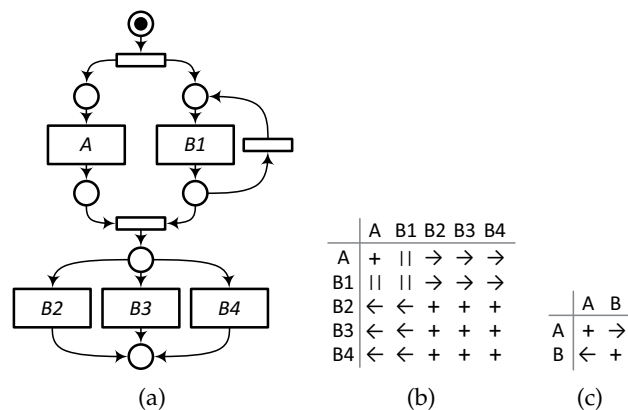 A B1
B2 B3 B4
A B1 B2 B3 B4
A + || → → →
B1 || || → → →
B2 ← ← + + +
B3 ← ← + + +
B4 ← ← + + +
A B
A + →
B ← +
(a) (b) (c)